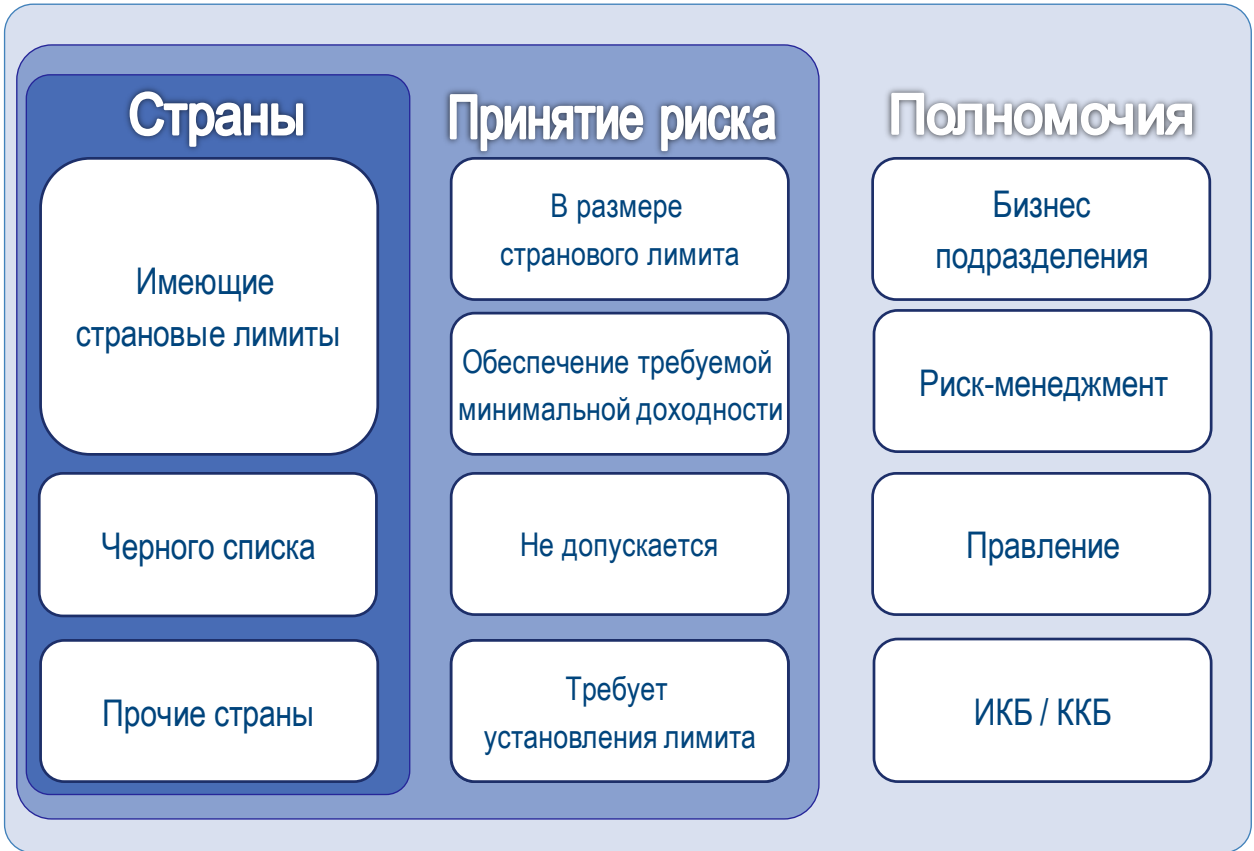 Страны
Принятие риска
Полномочия
Имеющие
страновые лимиты
В размере
странового лимита
Бизнес
подразделения
Обеспечение требуемой
минимальной доходности
Риск-менеджмент
Черного списка
Не допускается
Правление
Прочие страны
Требует
установления лимита
ИКБ / ККБ